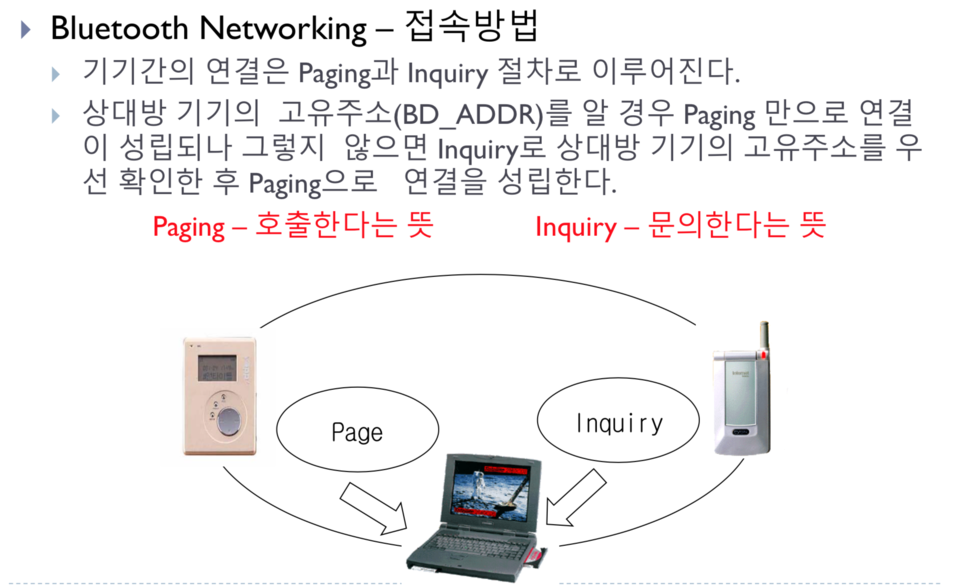 Bluetooth Networking – 접속방법
기기간의 연결은 Paging과 Inquiry 절차로 이루어진다.
상대방 기기의 고유주소(BD_ADDR)를 알 경우 Paging 만으로 연결
이 성립되나 그렇지 않으면 Inquiry로 상대방 기기의 고유주소를 우
선 확인한 후 Paging으로 연결을 성립한다.
Paging – 호출한다는 뜻 Inquiry – 문의한다는 뜻
Page
Inquiry